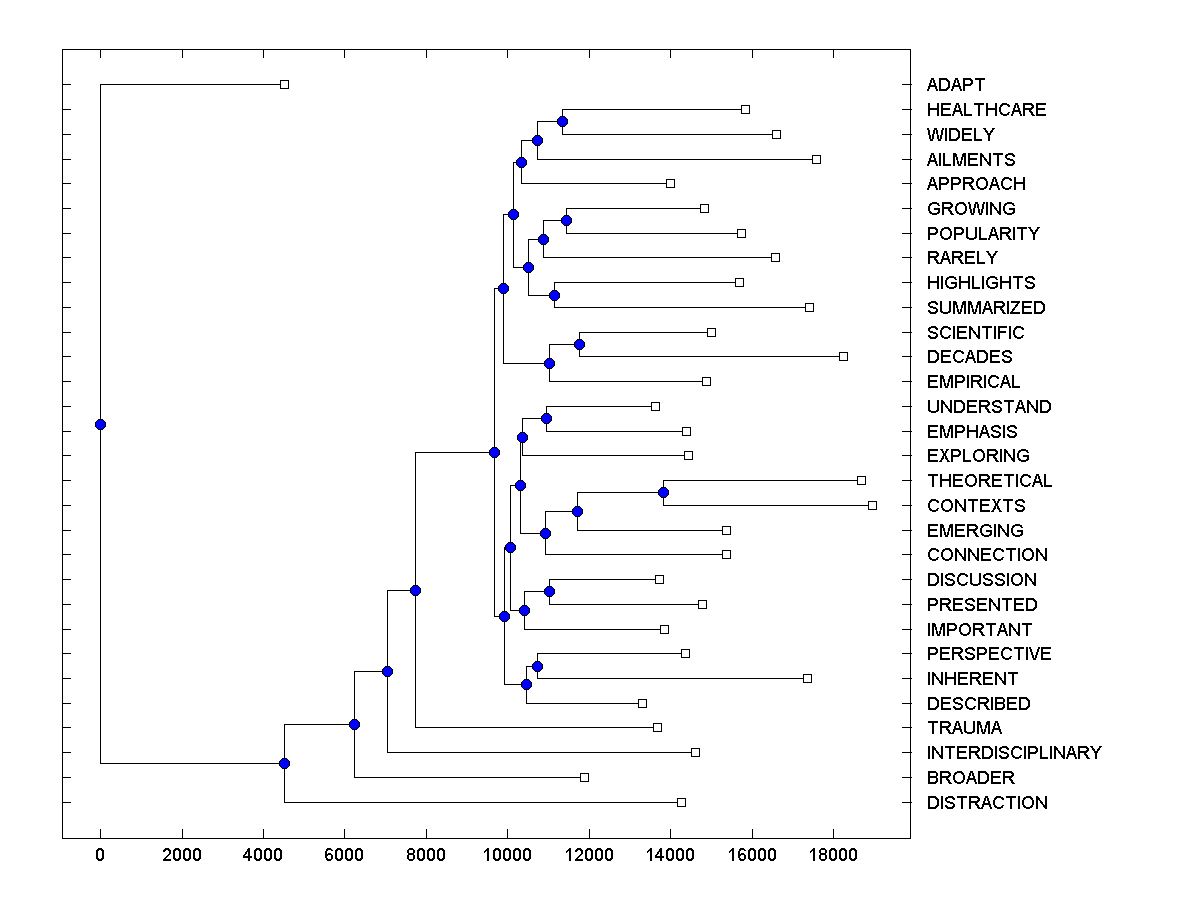 ADAPT
HEALTHCARE
WIDELY
AILMENTS
APPROACH
GROWING
POPULARITY
RARELY
HIGHLIGHTS
SUMMARIZED
SCIENTIFIC
DECADES
EMPIRICAL
UNDERSTAND
EMPHASIS
EXPLORING
THEORETICAL
CONTEXTS
EMERGING
CONNECTION
DISCUSSION
PRESENTED
IMPORTANT
PERSPECTIVE
INHERENT
DESCRIBED
TRAUMA
INTERDISCIPLINARY
BROADER
DISTRACTION
0 2000 4000 6000 8000 10000 12000 14000 16000 18000